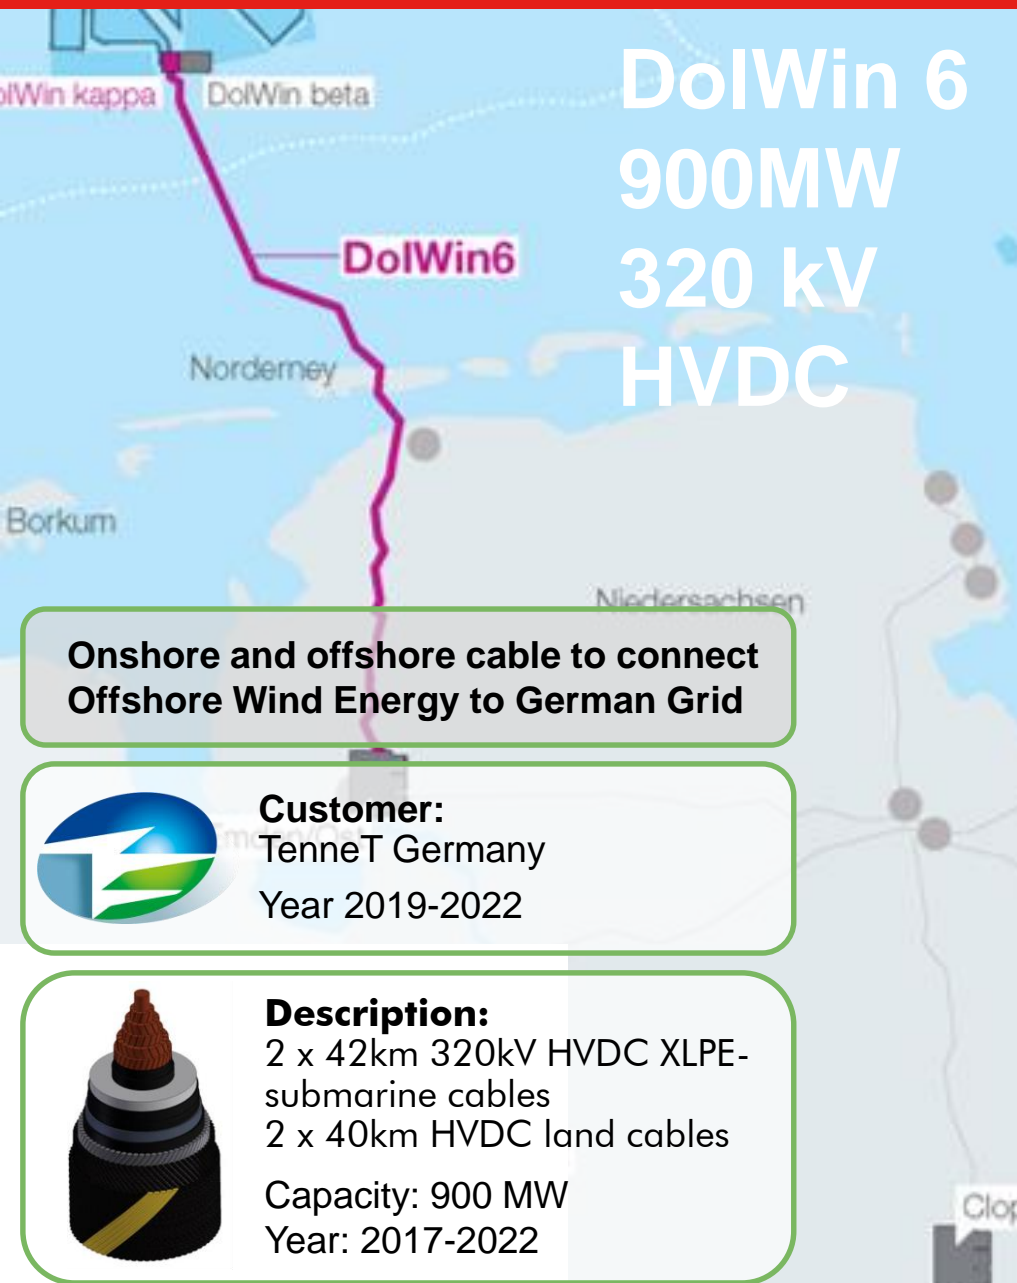 DolWin 6
900MW
320 kV
HVDC
kappa
DolWin beta
DolWin6
Norderney
Borkum
Niedersachsen
Onshore and offshore cable to connect
Offshore Wind Energy to German Grid
Customer:
Emden/Ost
TenneT Germany
Year 2019-2022
Description:
2 x 42km 320kV HVDC XLPE-
submarine cables
2 x 40km HVDC land cables
Capacity: 900 MW
Year: 2017-2022